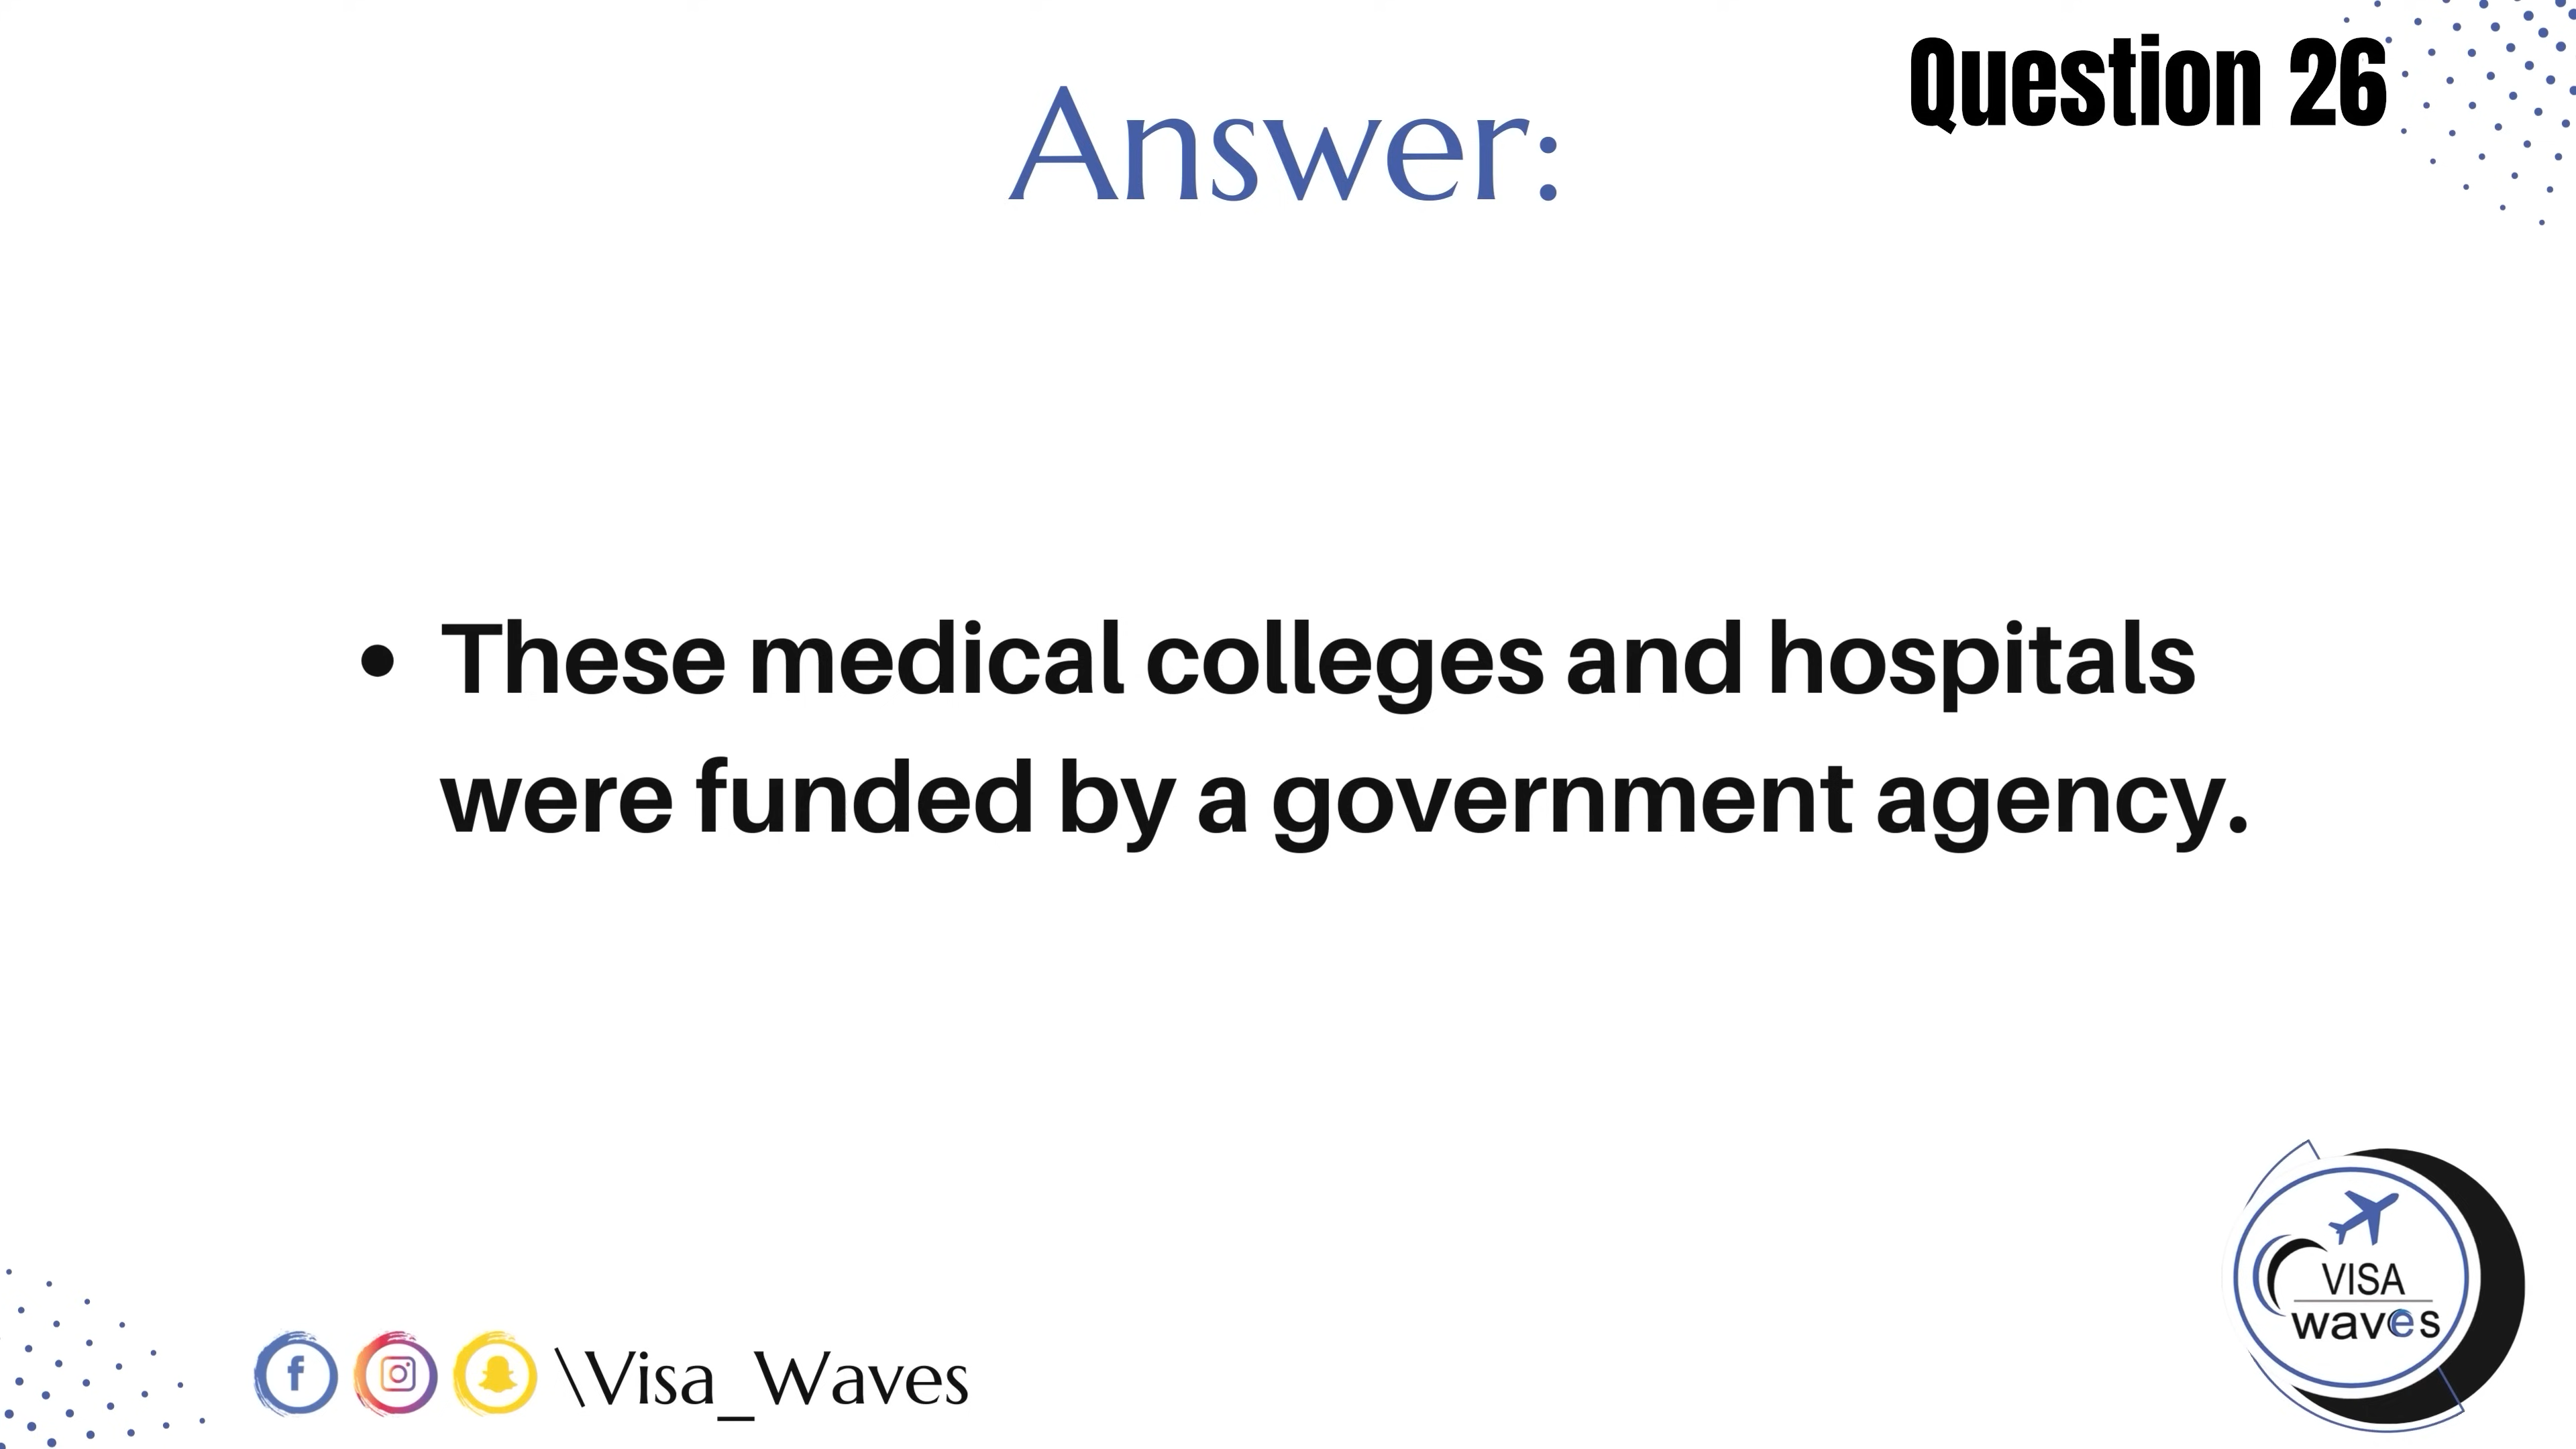 Question 26
Answer:
• These medical colleges and hospitals
were funded by a government agency.
VISA
waves
\Visa_Waves